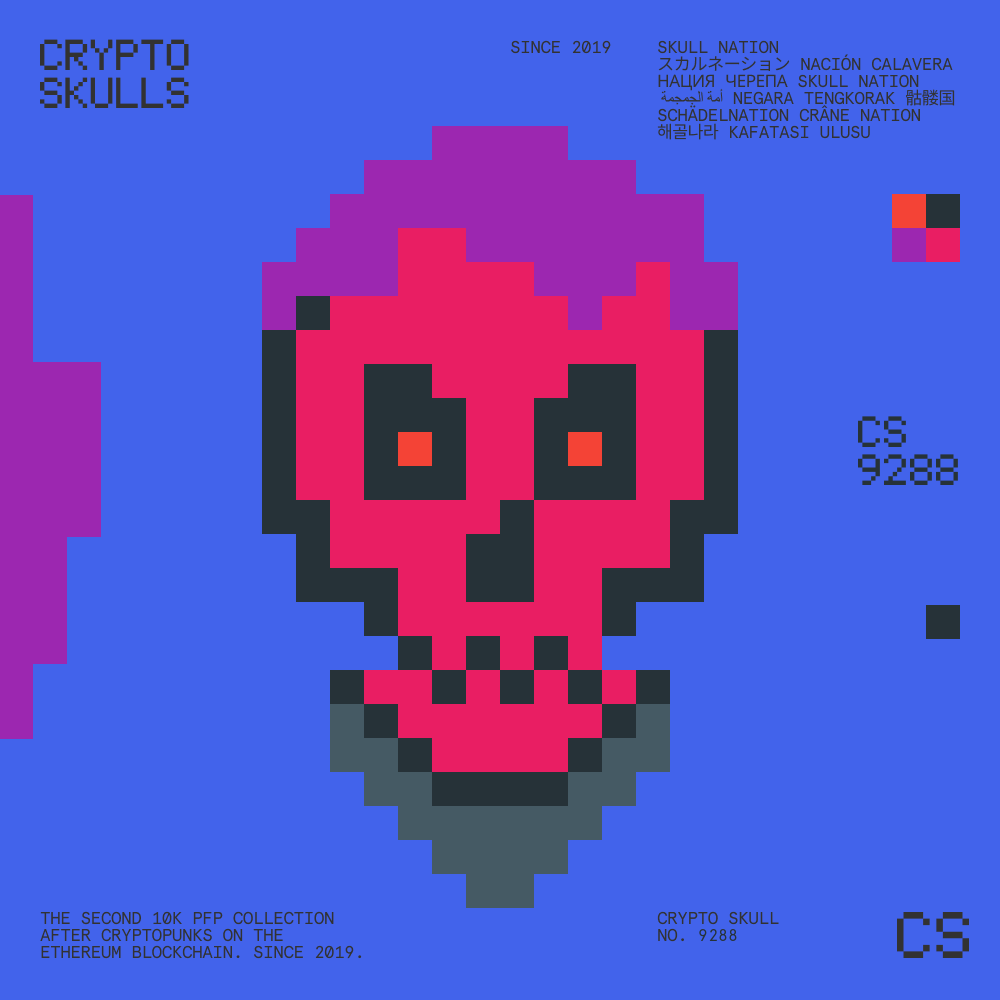 CRYPTO
SKULLS
SINCE 2019
SKULL NATION
スカルネーション NACIÓN CALAVERA
НАЦИЯ ЧЕРЕПА SKULL NATION
أمة الجمجمة NEGARA TENGKORAK 骷髅国
SCHÄDELNATION CRÂNE NATION
해골나라 KAFATASI ULUSU
CS
9288
THE SECOND 10K PFP COLLECTION
AFTER CRYPTOPUNKS ON THE
ETHEREUM BLOCKCHAIN. SINCE 2019.
CRYPTO SKULL
NO. 9288
CS